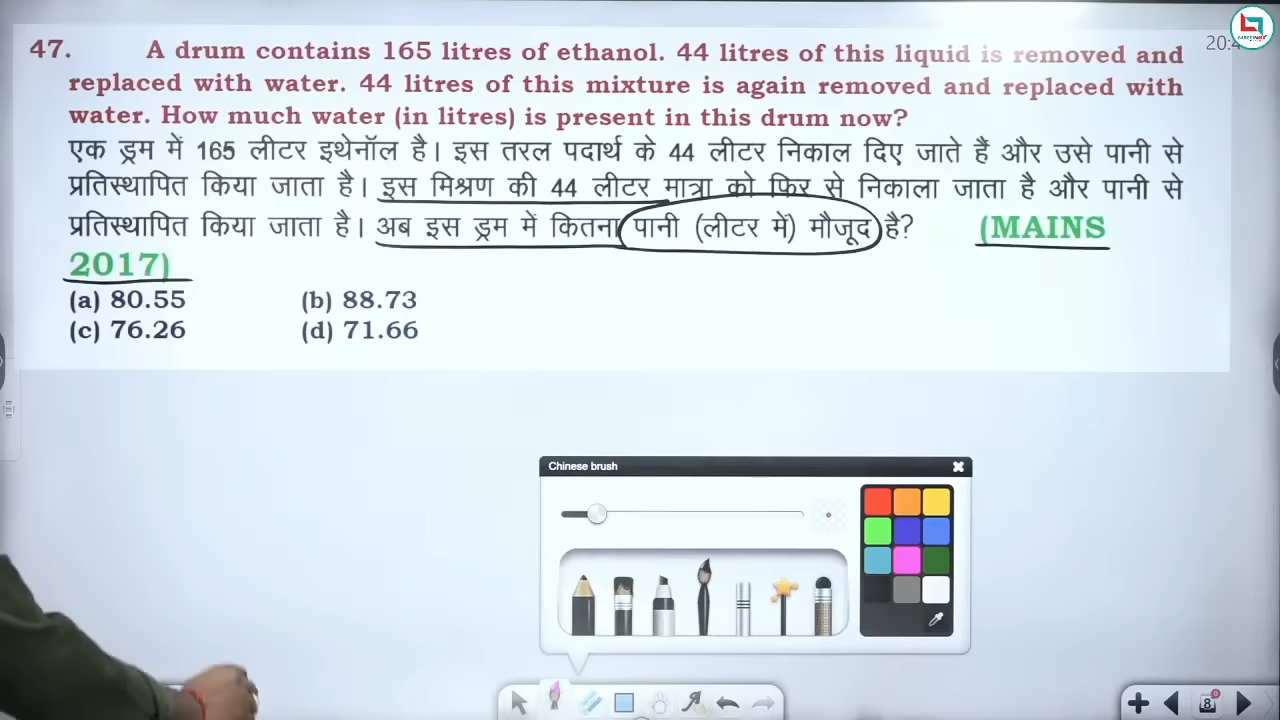 47. A drum contains 165 litres of ethanol. 44 litres of this liquid is removed and
replaced with water. 44 litres of this mixture is again removed and replaced with
water. How much water (in litres) is present in this drum now?
एक ड्रम में 165 लीटर इथेनॉल है। इस तरल पदार्थ के 44 लीटर निकाल दिए जाते हैं और उसे पानी से
प्रतिस्थापित किया जाता है। इस मिश्रण की 44 लीटर मात्रा को फिर से निकाला जाता है और पानी से
प्रतिस्थापित किया जाता है। अब इस ड्रम में कितना पानी (लीटर में) मौजूद है? (MAINS
2017)
(a) 80.55 (b) 88.73
(c) 76.26 (d) 71.66
Chinese brush
8